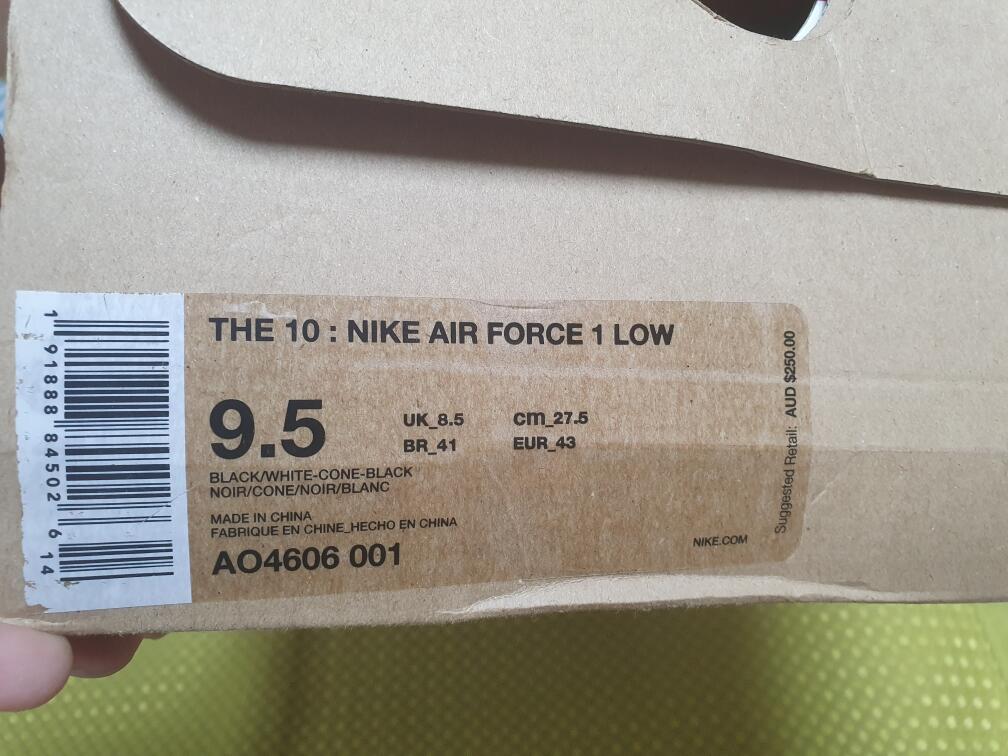 1 91888 84502 6 14
THE 10 : NIKE AIR FORCE 1 LOW
9.5
UK_8.5 cm_27.5
BR_41 EUR_43
BLACK/WHITE-CONE-BLACK
NOIR/CONE/NOIR/BLANC
MADE IN CHINA
FABRIQUE EN CHINE_HECHO EN CHINA
AO4606 001
NIKE.COM
Suggested Retail: AUD $250.00